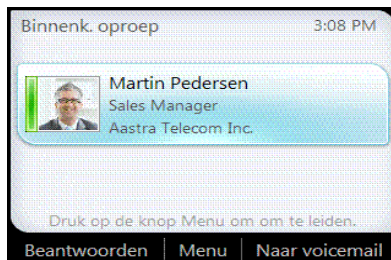 Binnenk. oproep 3:08 PM
Martin Pedersen
Sales Manager
Aastra Telecom Inc.
Druk op de knop Menu om om te leiden.
Beantwoorden Menu Naar voicemail